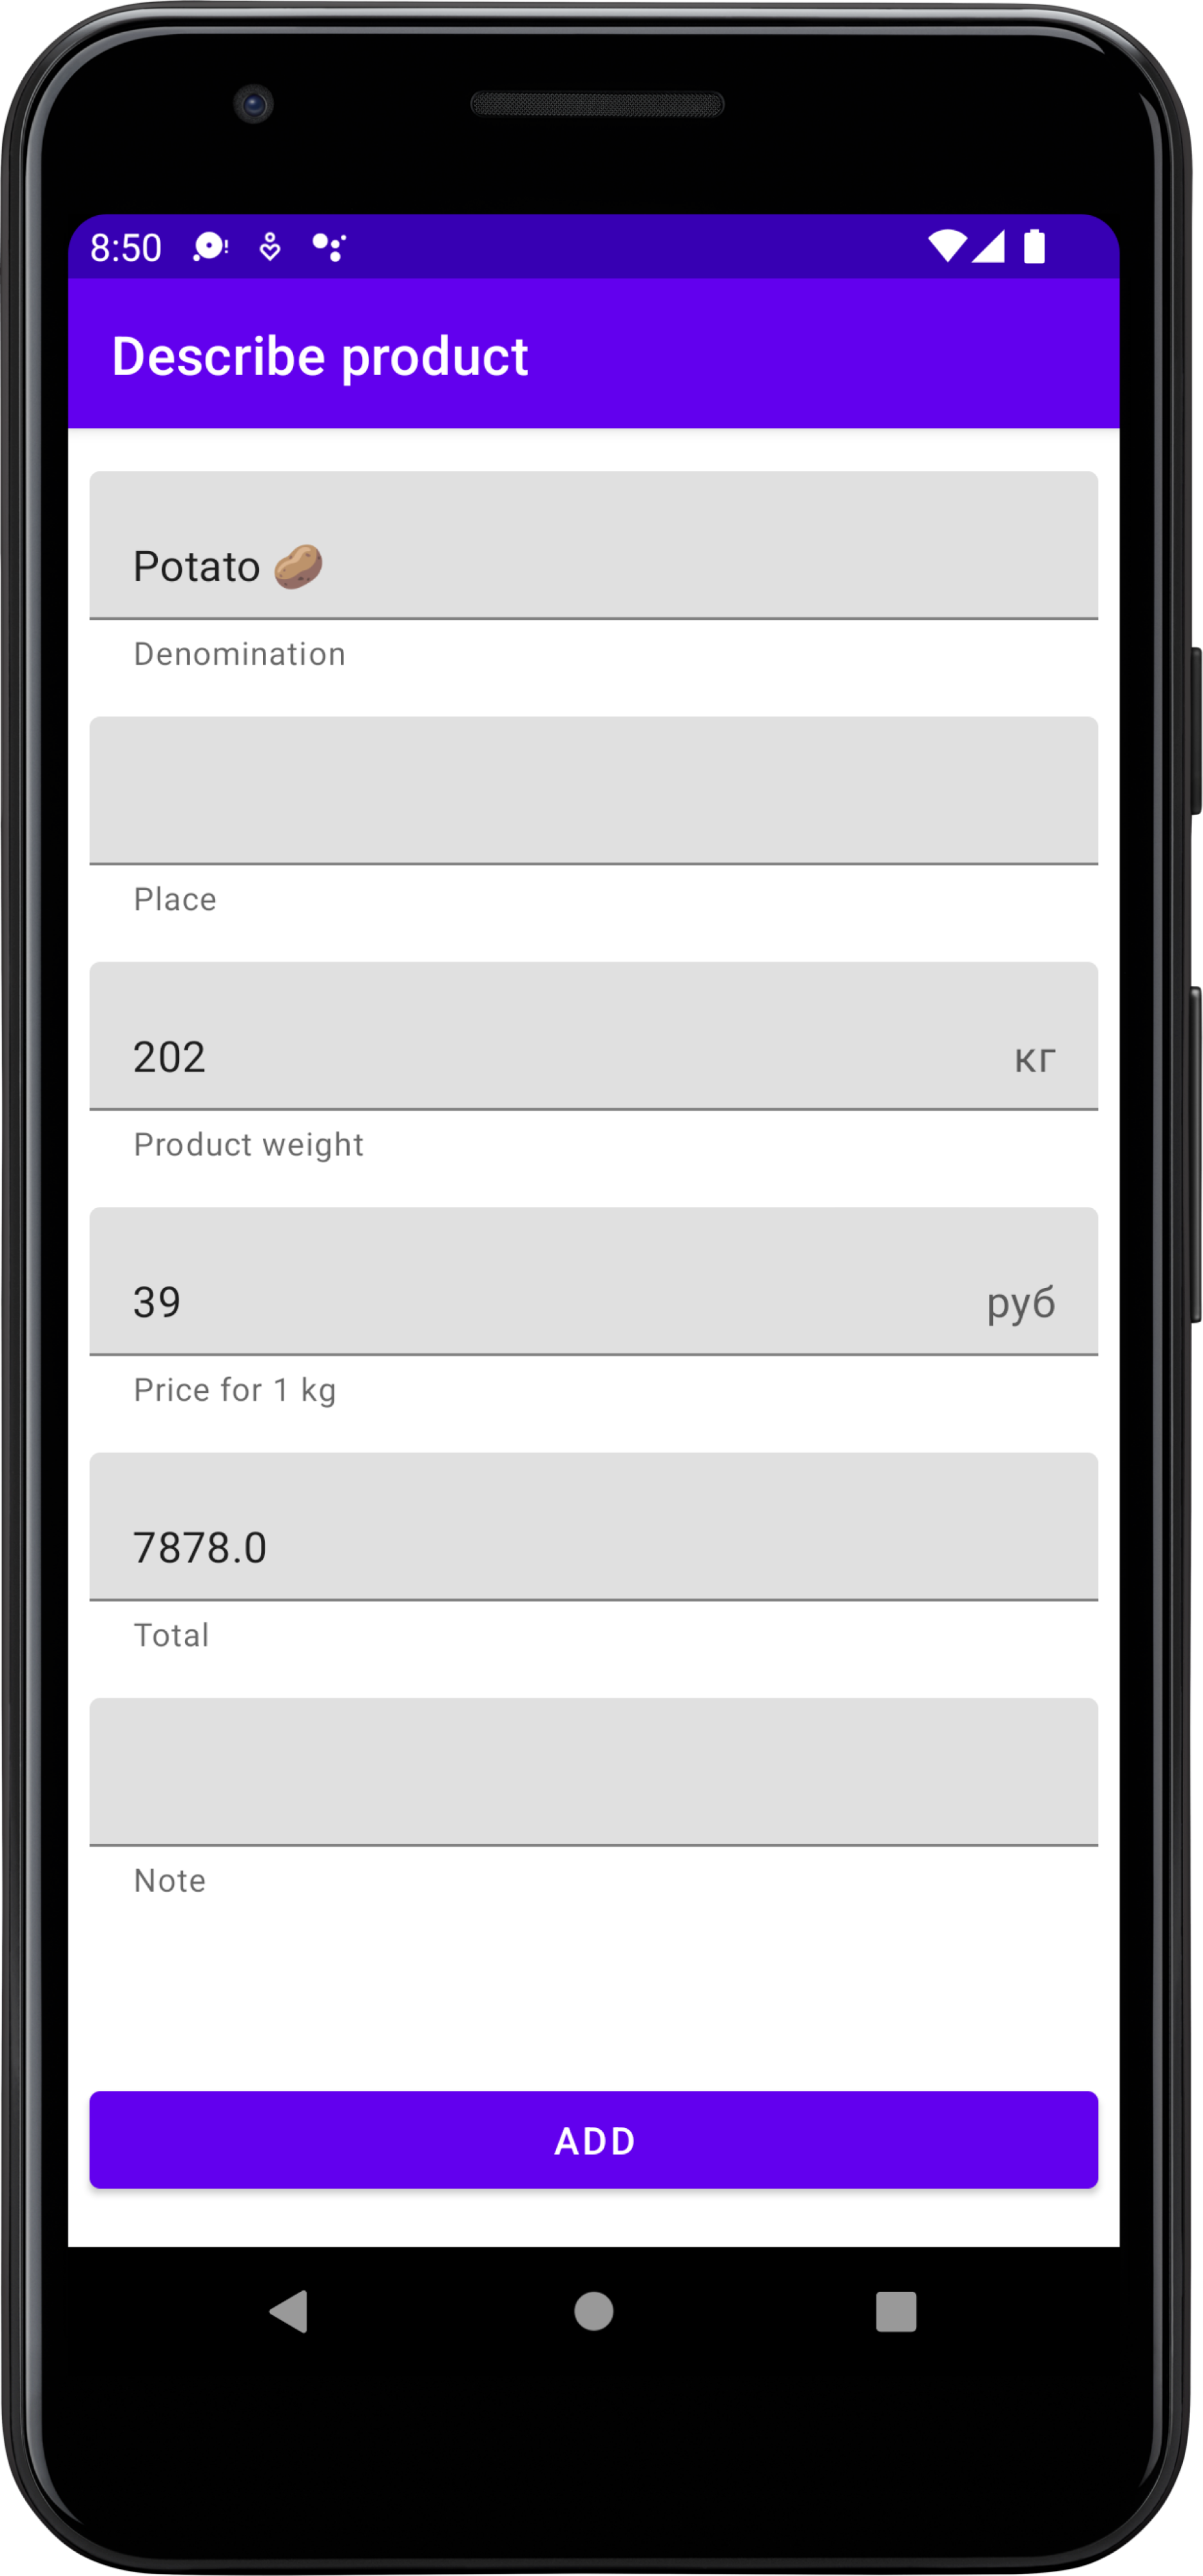 8:50
Describe product
Potato 🥔
Denomination
Place
202 кг
Product weight
39 руб
Price for 1 kg
7878.0
Total
Note
ADD